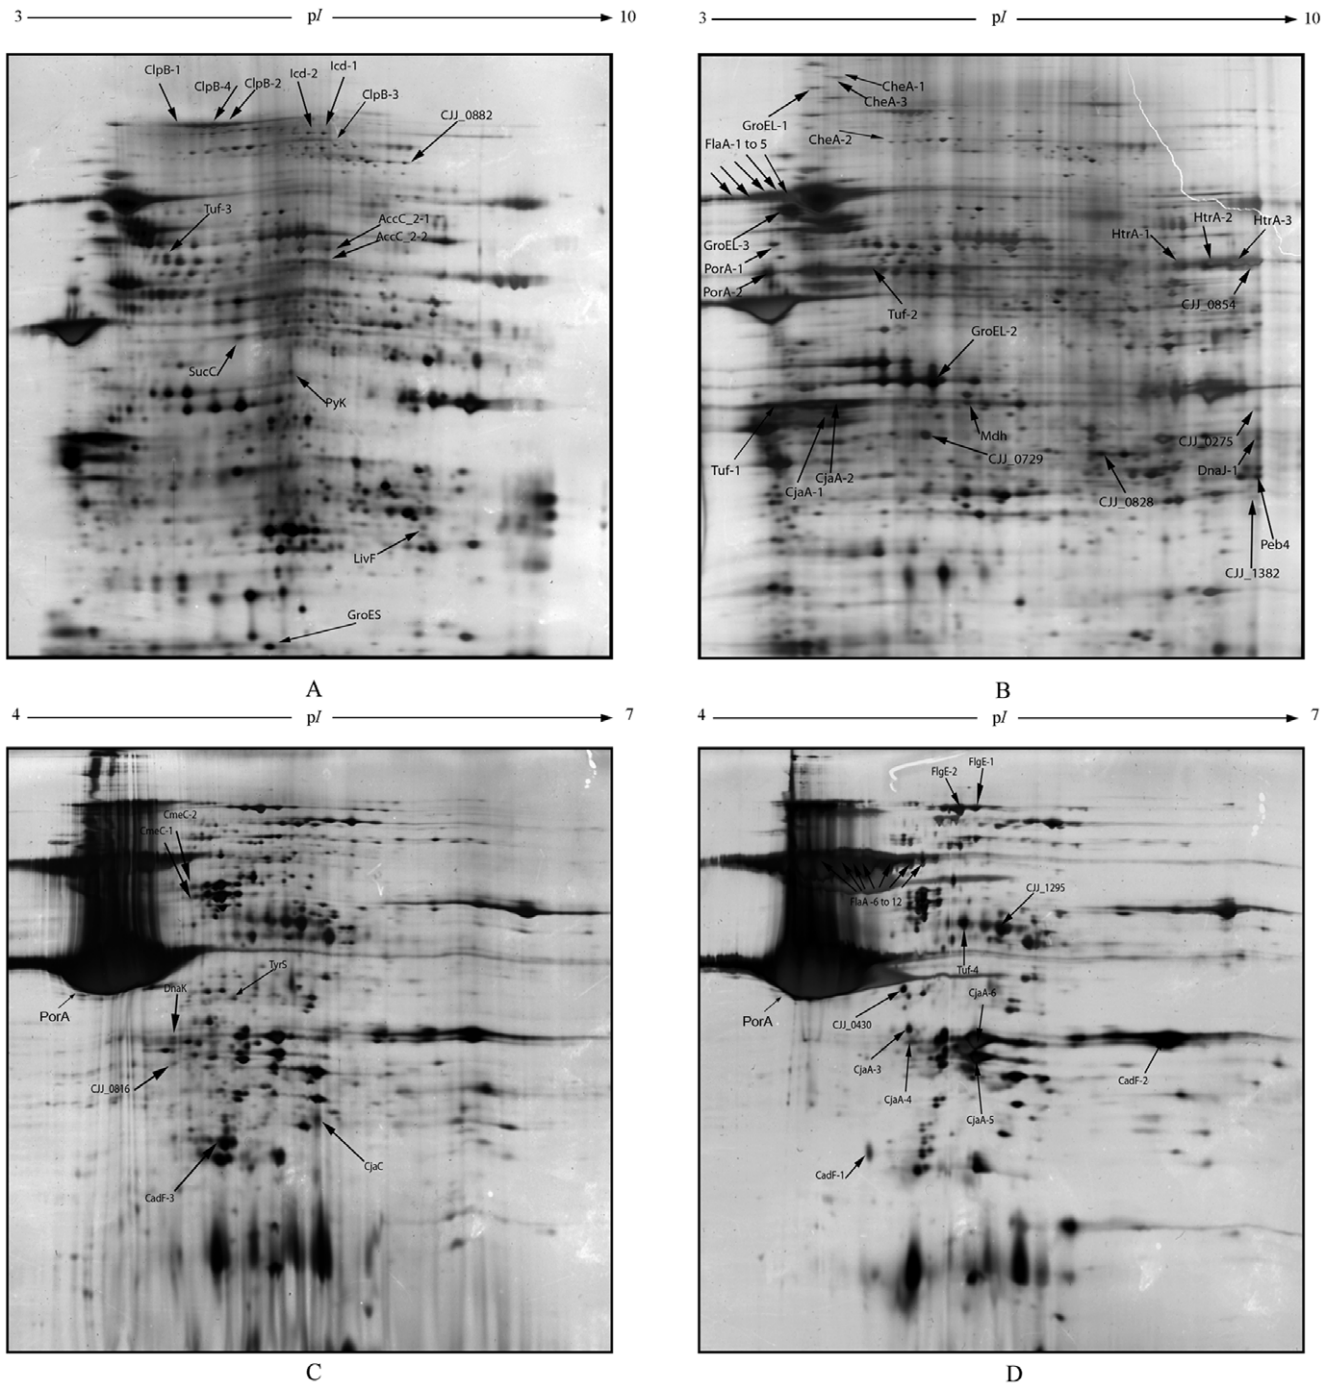 3 pI 10
3 pI 10
ClpB-1
ClpB-4
ClpB-2
Icd-2
Icd-1
ClpB-3
CJJ_0882
Tuf-3
AccC_2-1
AccC_2-2
SucC
PyK
LivF
GroES
A
CheA-1
CheA-3
GroEL-1
CheA-2
FlaA-1 to 5
HtrA-2
HtrA-3
HtrA-1
GroEL-3
PorA-1
PorA-2
CJJ_0854
Tuf-2
GroEL-2
Mdh
CJJ_0729
CJJ_0275
Tuf-1
CjaA-2
CjaA-1
DnaJ-1
CJJ_0828
Peb4
CJJ_1382
B
4 pI 7
4 pI 7
CmeC-2
CmeC-1
TyrS
DnaK
PorA
CJJ_0816
CjaC
CadF-3
C
FlgE-2
FlgE-1
FlaA -6 to 12
CJJ_1295
Tuf-4
CjaA-6
PorA
CJJ_0430
CjaA-3
CadF-2
CjaA-4
CjaA-5
CadF-1
D